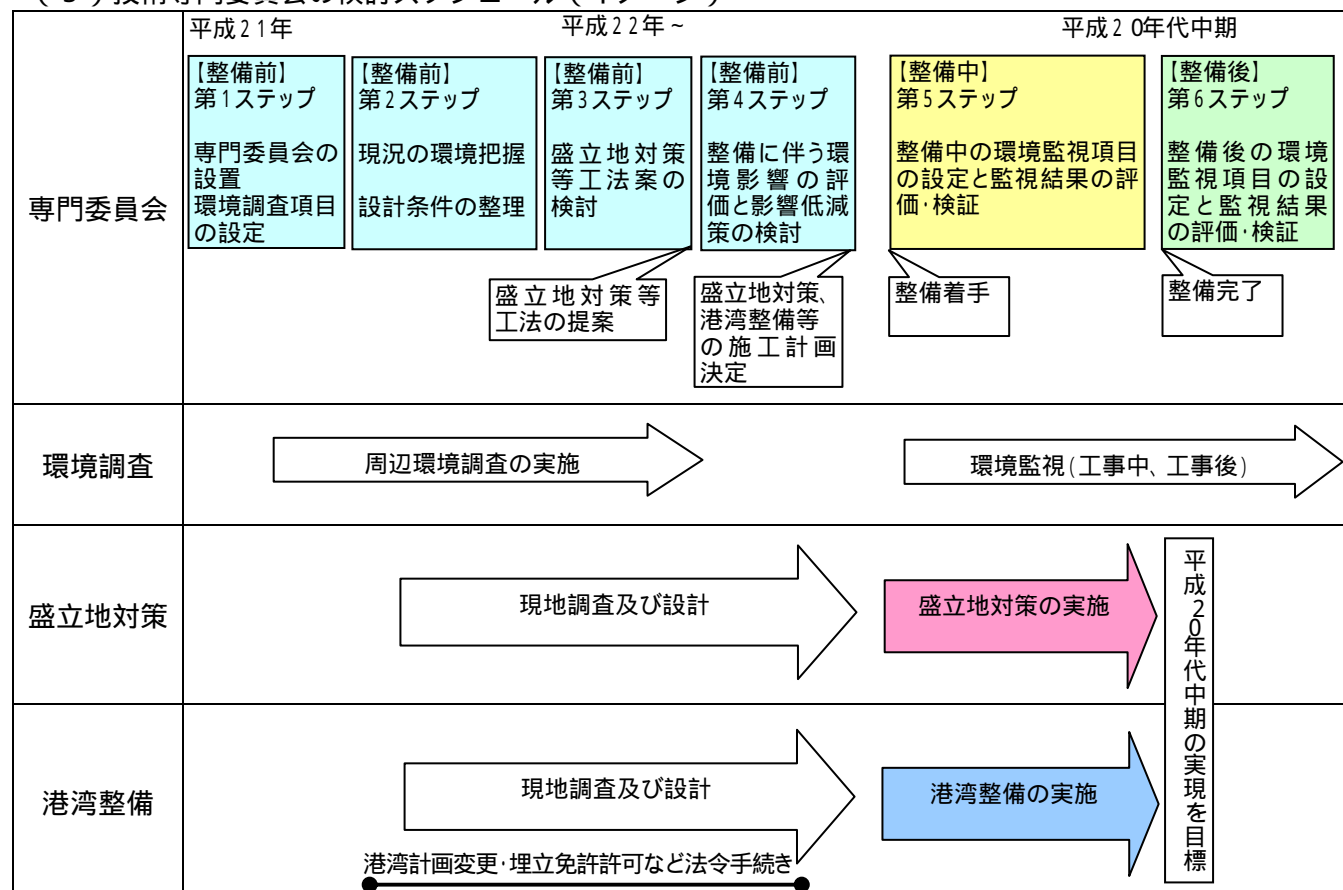 平成21年
平成22年～
平成20年代中期
専門委員会
【整備前】
第1ステップ
専門委員会の
設置
環境調査項目
の設定
【整備前】
第2ステップ
現況の環境把握
設計条件の整理
【整備前】
第3ステップ
盛立地対策
等工法案の
検討
【整備前】
第4ステップ
整備に伴う環
境影響の評
価と影響低減
策の検討
【整備中】
第5ステップ
整備中の環境監視項目
の設定と監視結果の評
価・検証
【整備後】
第6ステップ
整備後の環境
監視項目の設
定と監視結果
の評価・検証
盛立地対策等
工法の提案
盛立地対策、
港湾整備等
の施工計画
決定
整備着手
整備完了
環境調査
周辺環境調査の実施
環境監視(工事中、工事後)
盛立地対策
現地調査及び設計
盛立地対策の実施
平成20年代中期の実現を目標
港湾整備
現地調査及び設計
港湾整備の実施
港湾計画変更・埋立免許許可など法令手続き